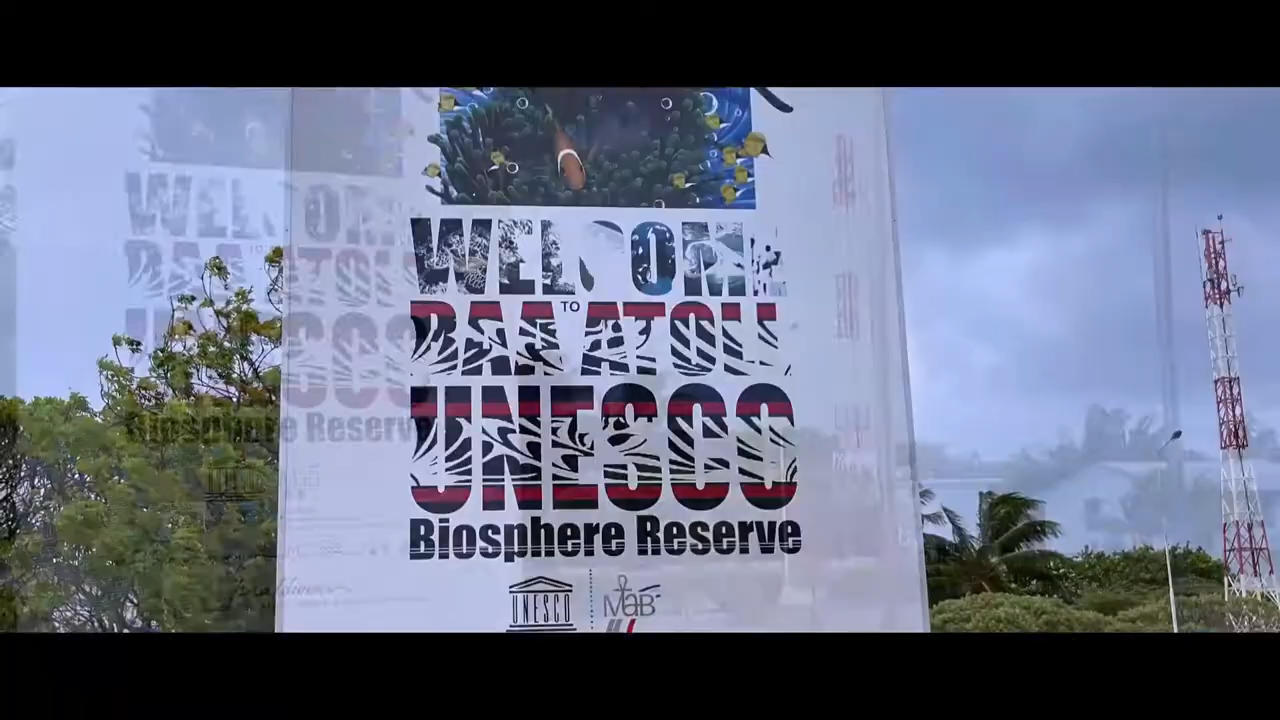 WELCOME
TO
BAA ATOLL
UNESCO
Biosphere Reserve
UNESCO
MaB